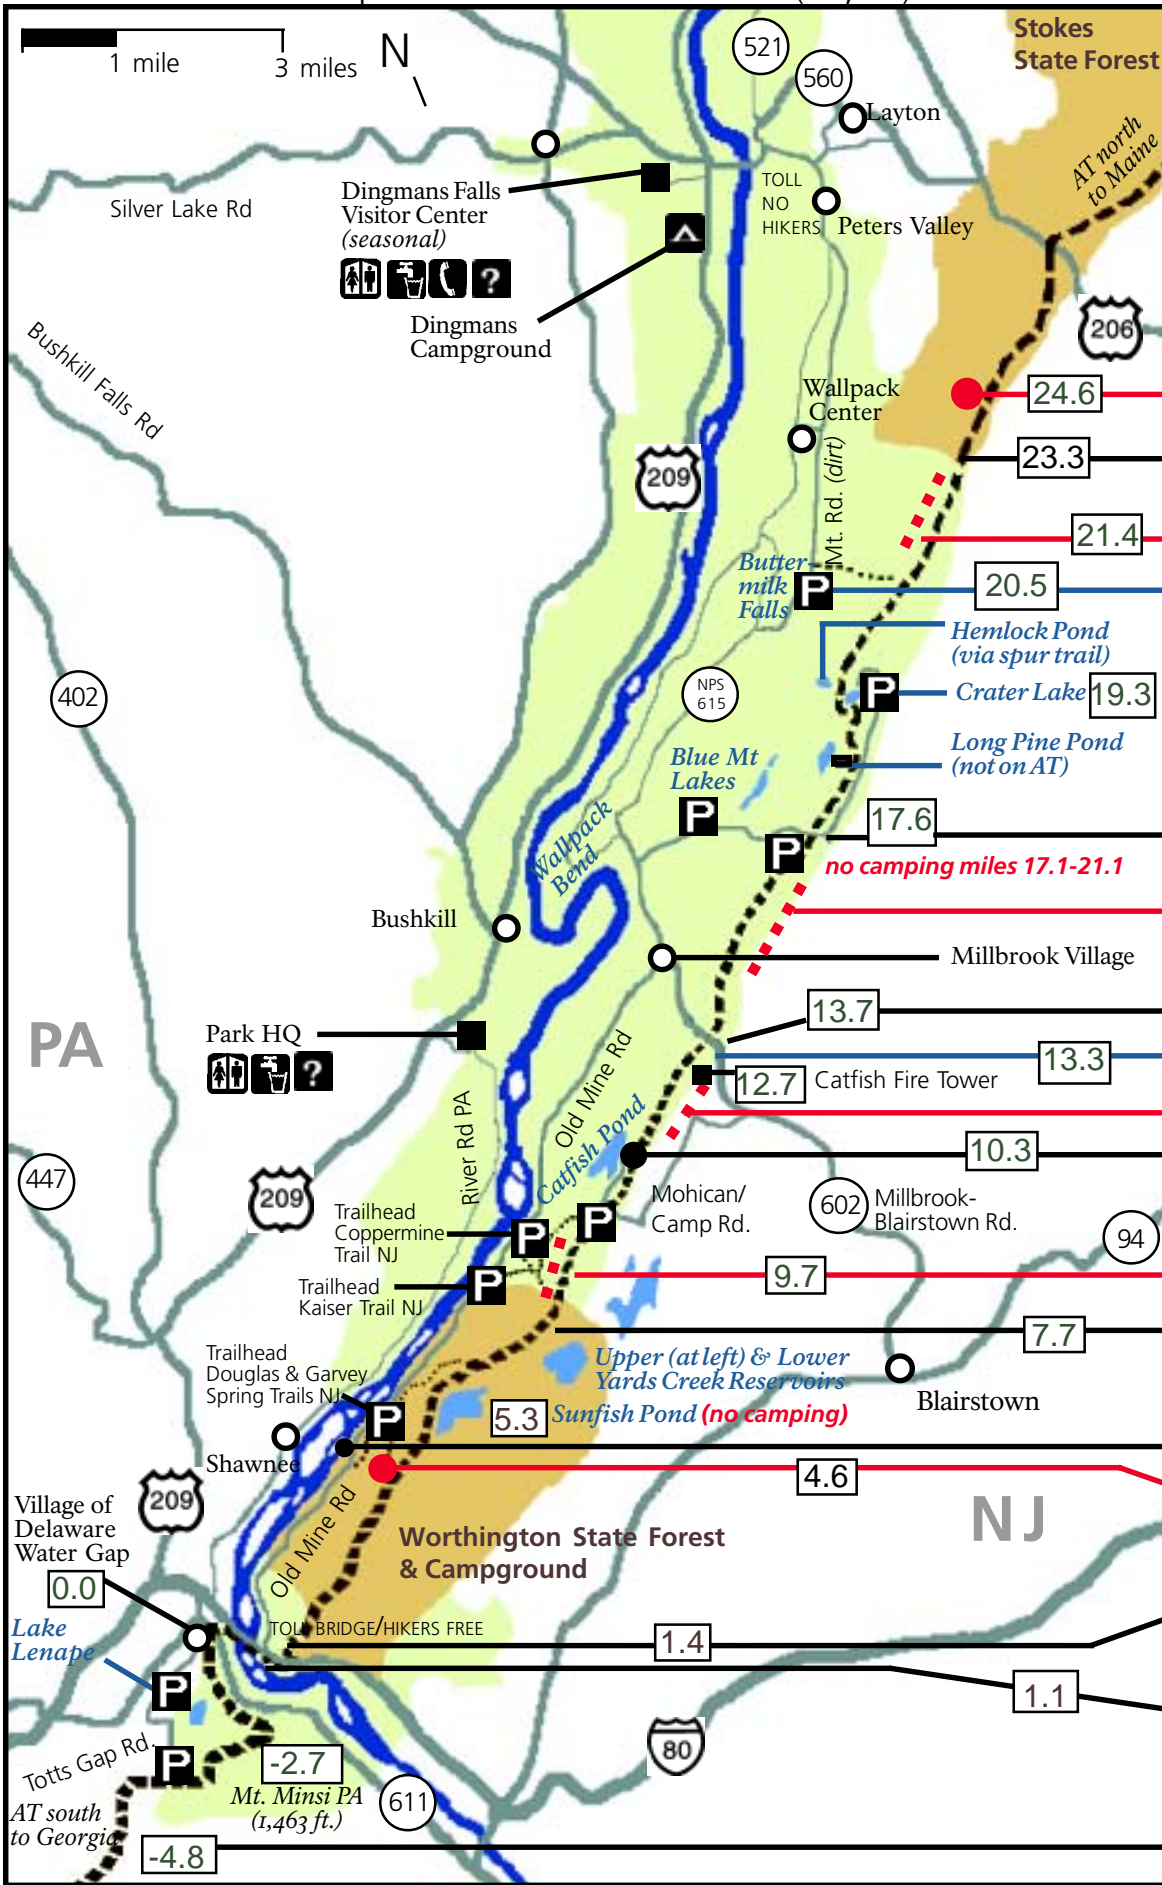 Stokes
State Forest
1 mile
3 miles
N
521
560
Layton
AT north
to Maine
Silver Lake Rd
Dingmans Falls
Visitor Center
(seasonal)
?
TOLL
NO
HIKERS
Peters Valley
Dingmans
Campground
206
Bushkill Falls Rd
Wallpack
Center
24.6
23.3
209
Mt. Rd. (dirt)
21.4
Butter-
milk
Falls
P
20.5
Hemlock Pond
(via spur trail)
402
NPS
615
P
Crater Lake
19.3
Long Pine Pond
(not on AT)
Blue Mt
Lakes
P
17.6
P
no camping miles 17.1-21.1
Wallpack
Bend
Bushkill
Millbrook Village
PA
Park HQ
?
13.7
13.3
Old Mine Rd
12.7
Catfish Fire Tower
River Rd PA
Catfish Pond
10.3
447
209
Mohican/
Camp Rd.
602
Millbrook-
Blairstown Rd.
94
Trailhead
Coppermine
Trail NJ
P
P
9.7
Trailhead
Kaiser Trail NJ
P
7.7
Trailhead
Douglas & Garvey
Spring Trails NJ
P
Upper (at left) & Lower
Yards Creek Reservoirs
5.3
Sunfish Pond (no camping)
Blairstown
Shawnee
4.6
209
NJ
Village of
Delaware
Water Gap
Old Mine Rd
Worthington State Forest
& Campground
0.0
Lake
Lenape
TOLL BRIDGE/HIKERS FREE
1.4
P
1.1
80
Totts Gap Rd.
P
-2.7
Mt. Minsi PA
(1,463 ft.)
611
AT south
to Georgia
-4.8